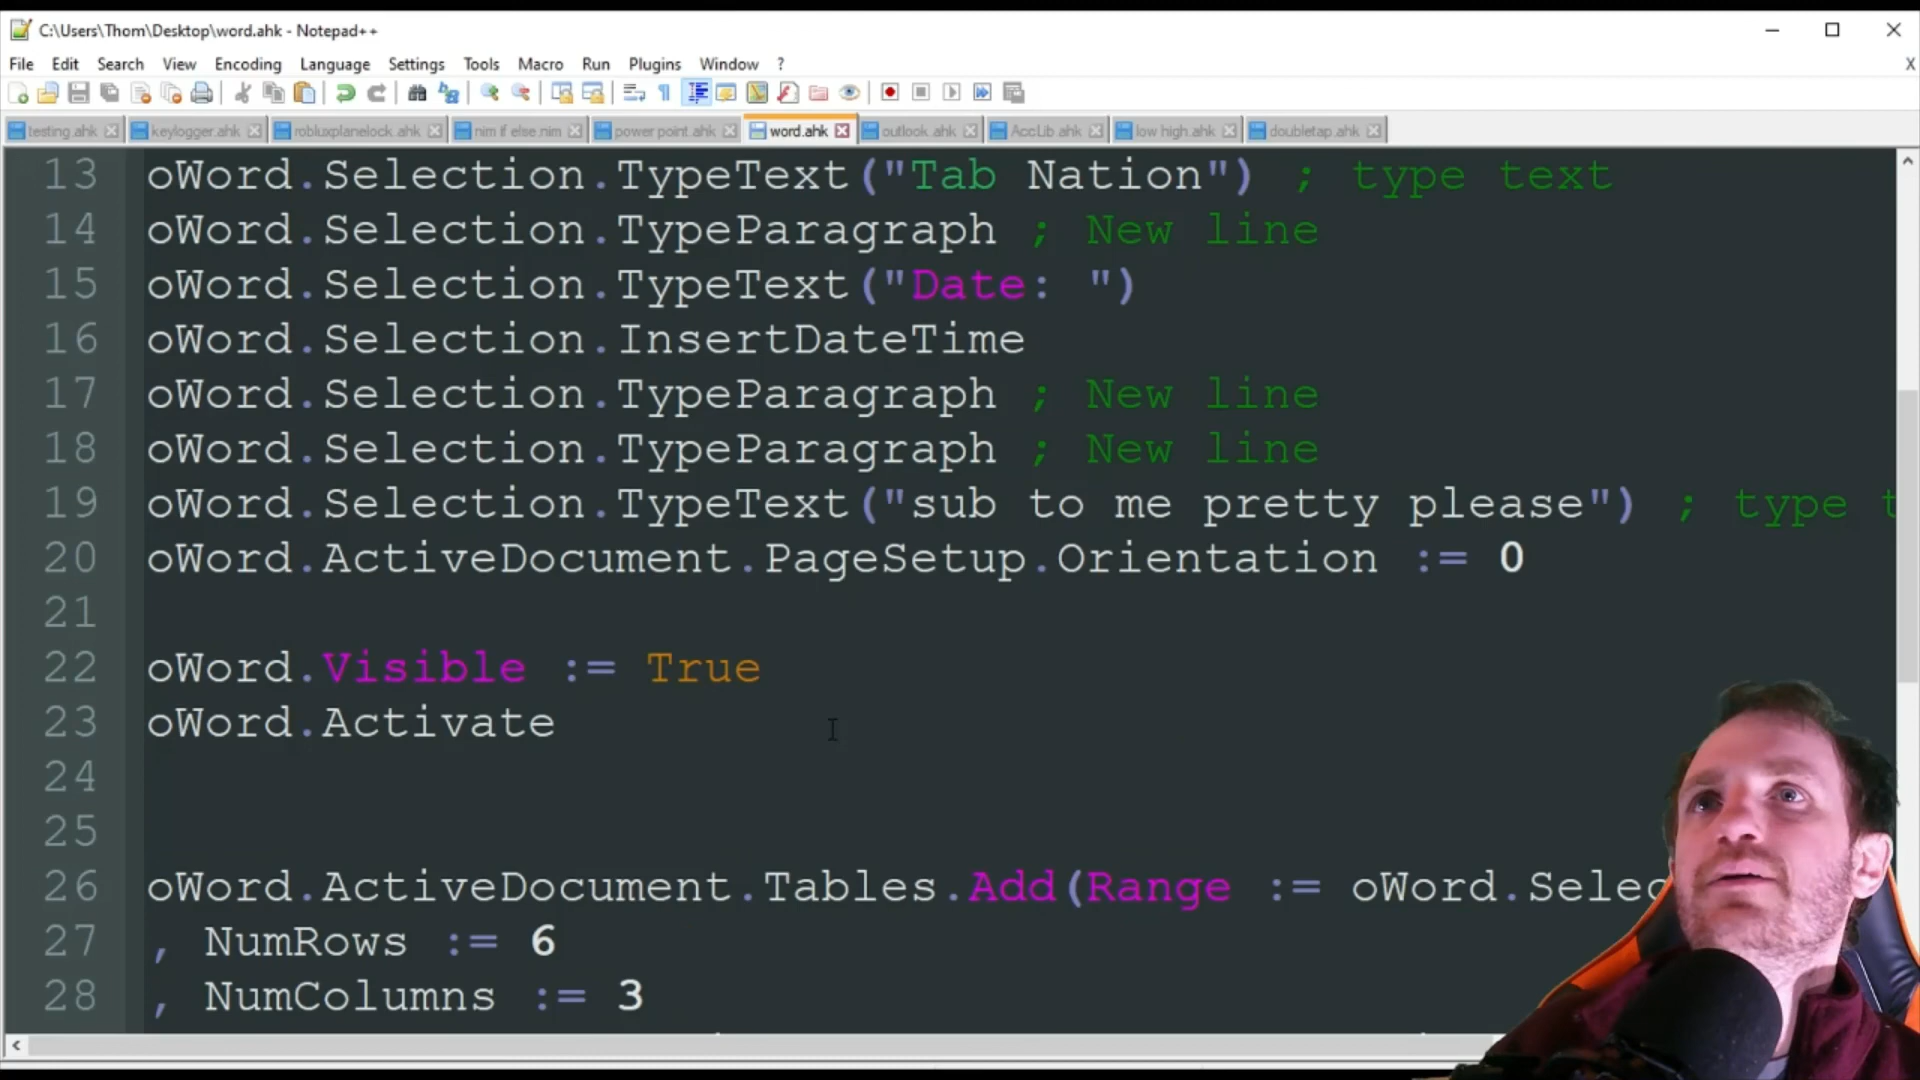 C:\Users\Thom\Desktop\word.ahk - Notepad++
File Edit Search View Encoding Language Settings Tools Macro Run Plugins Window ? X
testing.ahk keylogger.ahk robluxplanelock.ahk nim if else.nim power point.ahk word.ahk outlook.ahk AccLib.ahk low high.ahk doubletap.ahk
13 oWord.Selection.TypeText("Tab Nation") ; type text
14 oWord.Selection.TypeParagraph ; New line
15 oWord.Selection.TypeText("Date: ")
16 oWord.Selection.InsertDateTime
17 oWord.Selection.TypeParagraph ; New line
18 oWord.Selection.TypeParagraph ; New line
19 oWord.Selection.TypeText("sub to me pretty please") ; type t
20 oWord.ActiveDocument.PageSetup.Orientation := 0
21
22 oWord.Visible := True
23 oWord.Activate
24
25
26 oWord.ActiveDocument.Tables.Add(Range := oWord.Selec
27 , NumRows := 6
28 , NumColumns := 3